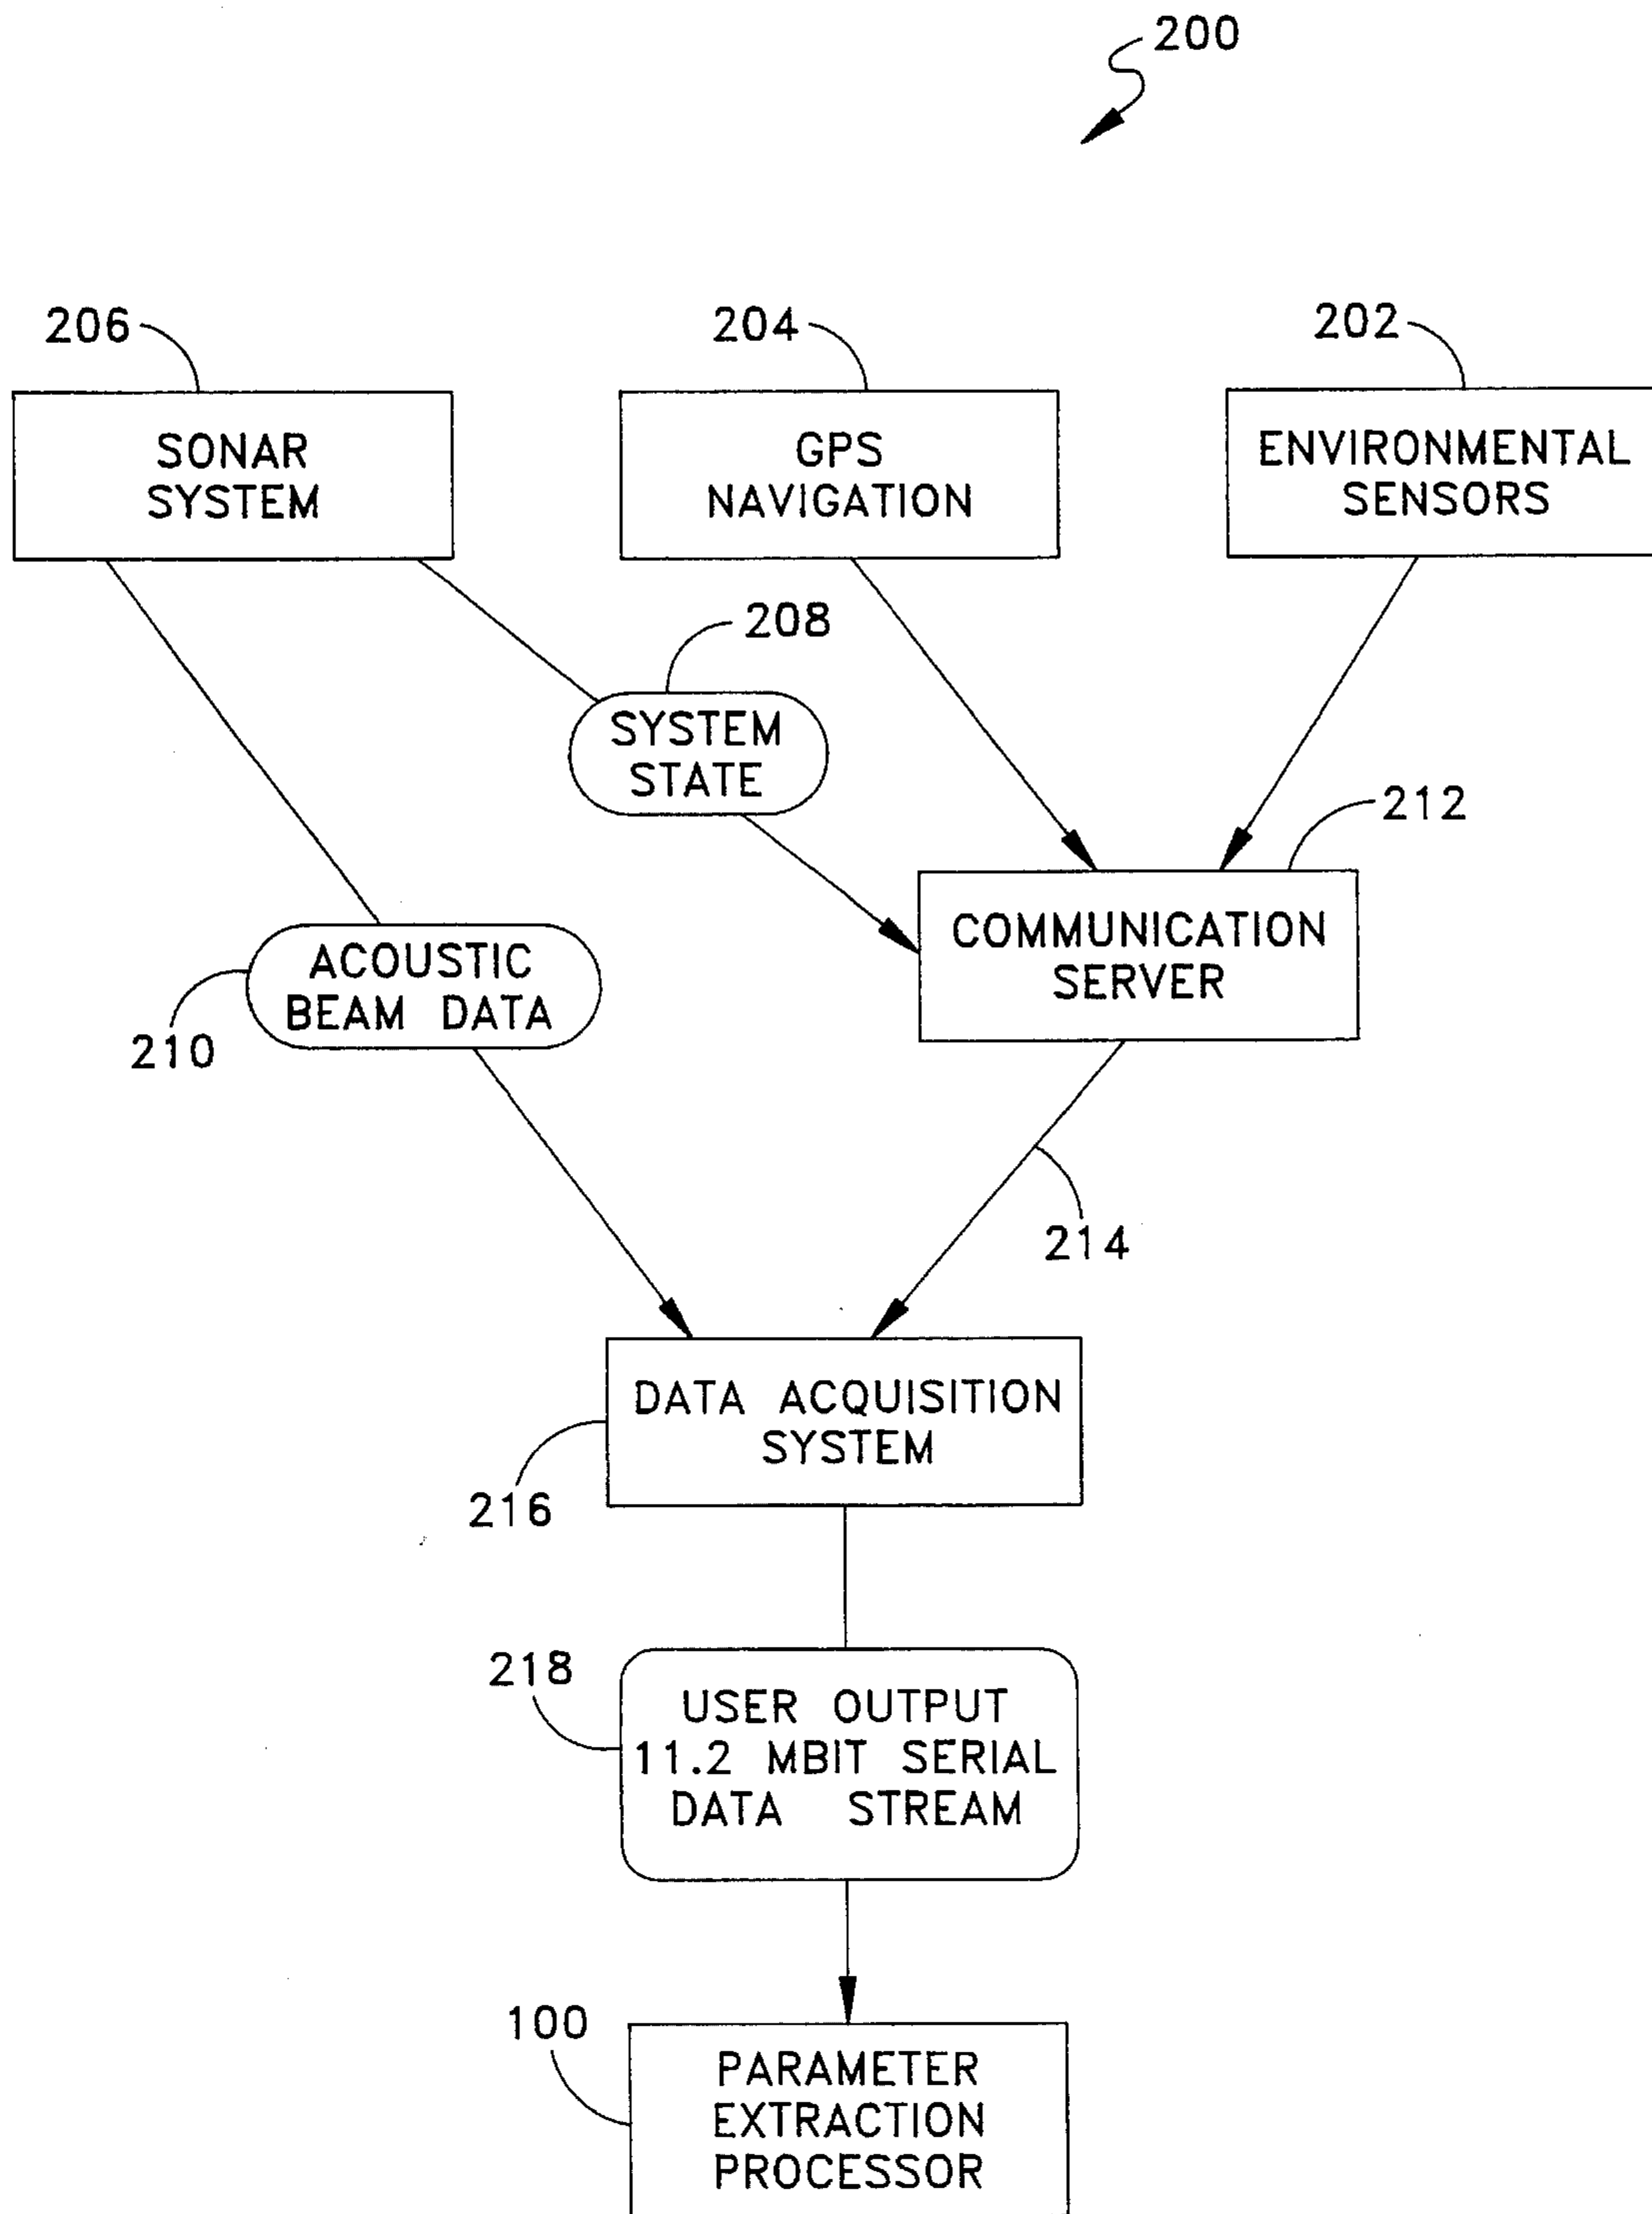 200
206
204
202
SONAR
SYSTEM
GPS
NAVIGATION
ENVIRONMENTAL
SENSORS
208
SYSTEM
STATE
212
COMMUNICATION
SERVER
ACOUSTIC
BEAM DATA
210
214
DATA ACQUISITION
SYSTEM
216
218
USER OUTPUT
11.2 MBIT SERIAL
DATA STREAM
100
PARAMETER
EXTRACTION
PROCESSOR